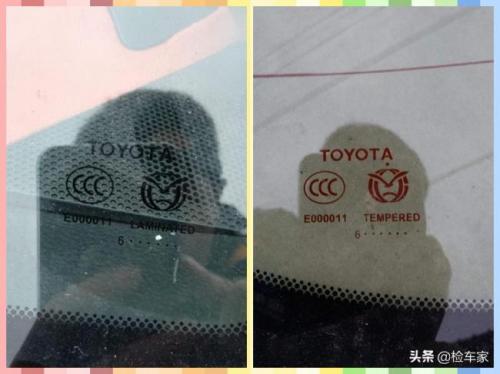 TOYOTA
CCC
E000011 LAMINATED
6 ······
TOYOTA
CCC
E000011 TEMPERED
6 ······
头条 @检车家